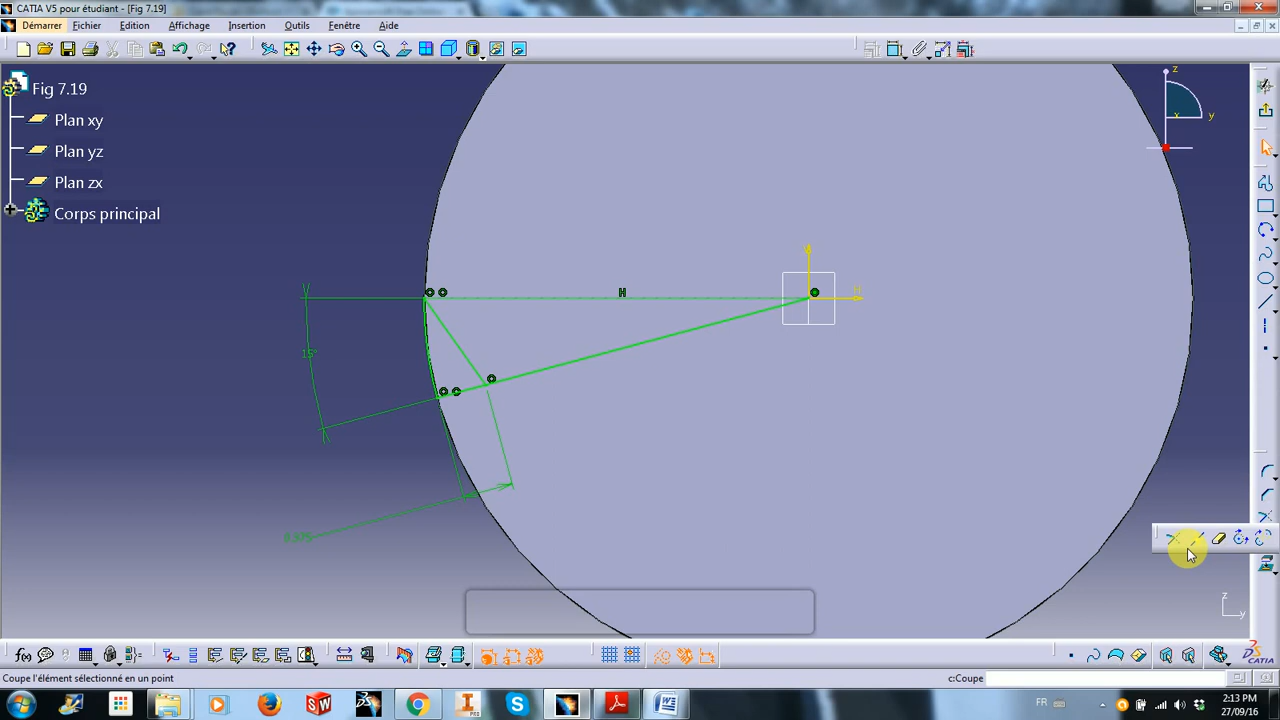 CATIA V5 pour étudiant - [Fig 7.19]
Démarrer Fichier Edition Affichage Insertion Outils Fenêtre Aide
Fig 7.19
Plan xy
Plan yz
Plan zx
Corps principal
z
x
y
V
H
H
15°
z
y
f(x)
CATIA
Coupe l'élément sélectionné en un point
c:Coupe
FR
2:13 PM
27/09/16